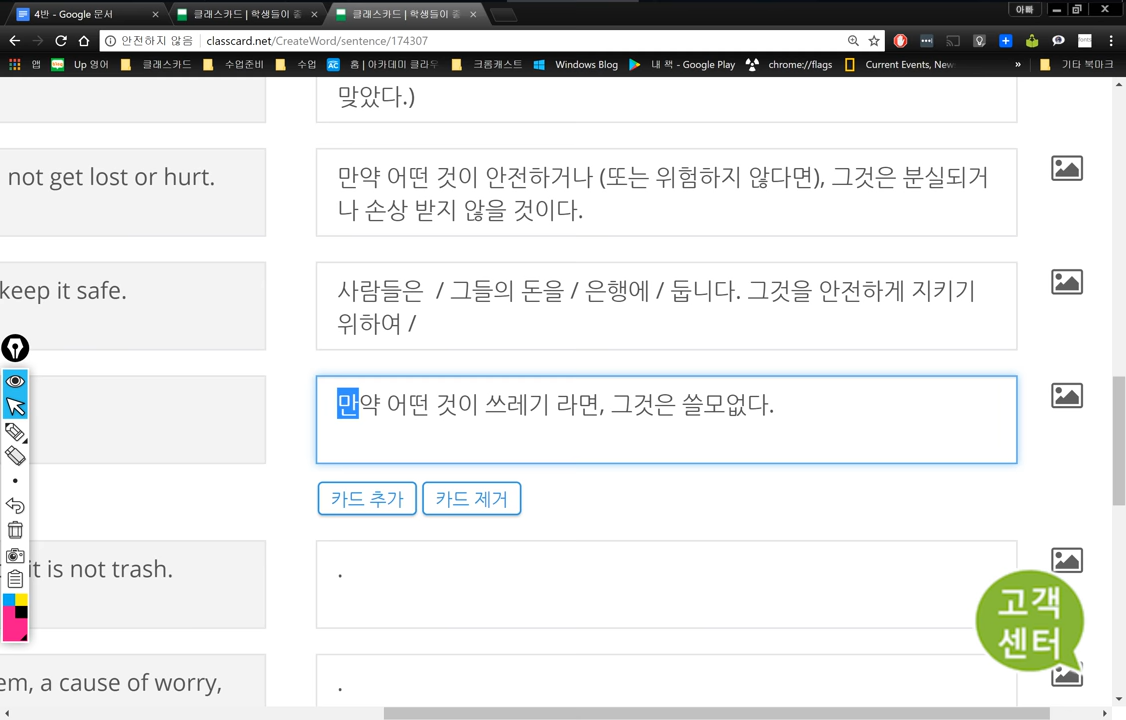 4반 - Google 문서
클래스카드 | 학생들이 좋
클래스카드 | 학생들이 좋
아빠
안전하지 않음
classcard.net/CreateWord/sentence/174307
앱
Up 영어
클래스카드
수업준비
수업
홈 | 아카데미 클라우
크롬캐스트
Windows Blog
내 책 - Google Play
chrome://flags
Current Events, New
»
기타 북마크
맞았다.)
not get lost or hurt.
만약 어떤 것이 안전하거나 (또는 위험하지 않다면), 그것은 분실되거
나 손상 받지 않을 것이다.
keep it safe.
사람들은 / 그들의 돈을 / 은행에 / 둡니다. 그것을 안전하게 지키기
위하여 /
만약 어떤 것이 쓰레기 라면, 그것은 쓸모없다.
카드 추가
카드 제거
it is not trash.
.
고객
센터
em, a cause of worry,
.